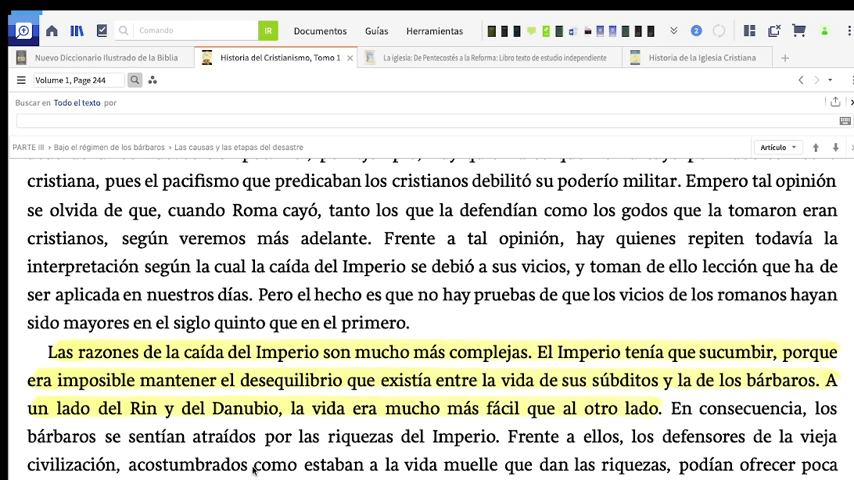 Comando
IR
Documentos
Guías
Herramientas
2
Nuevo Diccionario Ilustrado de la Biblia
Historia del Cristianismo, Tomo 1
La iglesia: De Pentecostés a la Reforma: Libro texto de estudio independiente
Historia de la Iglesia Cristiana
Volume 1, Page 244
Buscar en Todo el texto por
PARTE III › Bajo el régimen de los bárbaros › Las causas y las etapas del desastre
Artículo
cristiana, pues el pacifismo que predicaban los cristianos debilitó su poderío militar. Empero tal opinión
se olvida de que, cuando Roma cayó, tanto los que la defendían como los godos que la tomaron eran
cristianos, según veremos más adelante. Frente a tal opinión, hay quienes repiten todavía la
interpretación según la cual la caída del Imperio se debió a sus vicios, y toman de ello lección que ha de
ser aplicada en nuestros días. Pero el hecho es que no hay pruebas de que los vicios de los romanos hayan
sido mayores en el siglo quinto que en el primero.
Las razones de la caída del Imperio son mucho más complejas. El Imperio tenía que sucumbir, porque
era imposible mantener el desequilibrio que existía entre la vida de sus súbditos y la de los bárbaros. A
un lado del Rin y del Danubio, la vida era mucho más fácil que al otro lado. En consecuencia, los
bárbaros se sentían atraídos por las riquezas del Imperio. Frente a ellos, los defensores de la vieja
civilización, acostumbrados como estaban a la vida muelle que dan las riquezas, podían ofrecer poca